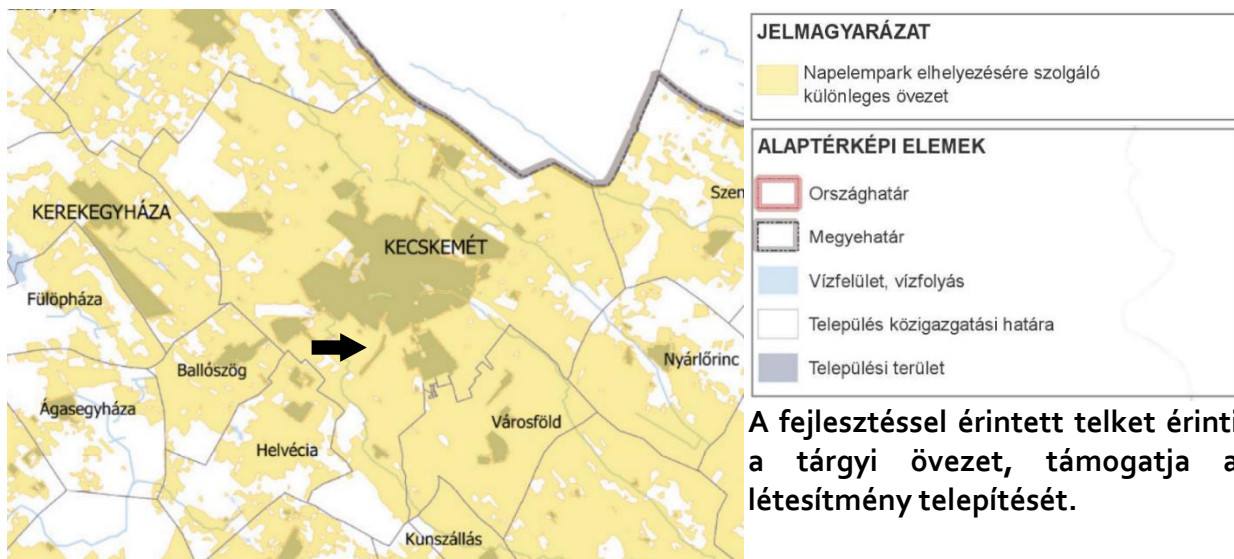 KEREKEGYHÁZA
KECSKEMÉT
Szen
Fülöpháza
Ballószög
Nyárlőrinc
Ágasegyháza
Városföld
Helvécia
Kunszállás
JELMAGYARÁZAT
Napelempark elhelyezésére szolgáló
különleges övezet
ALAPTÉRKÉPI ELEMEK
Országhatár
Megyehatár
Vízfelület, vízfolyás
Település közigazgatási határa
Települési terület
A fejlesztéssel érintett telket érinti
a tárgyi övezet, támogatja a
létesítmény telepítését.